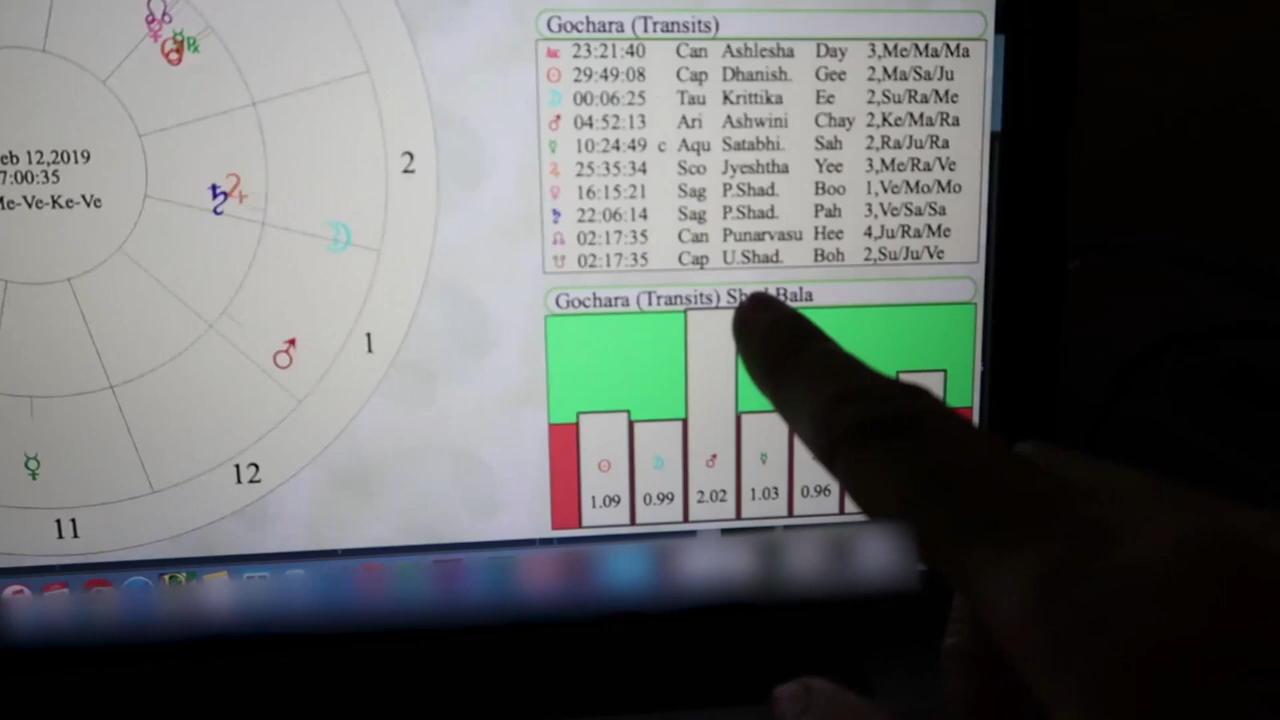 eb 12,2019
7:00:35
Me-Ve-Ke-Ve
2
1
12
11
Gochara (Transits)
Asc 23:21:40 Can Ashlesha Day 3,Me/Ma/Ma
29:49:08 Cap Dhanish. Gee 2,Ma/Sa/Ju
00:06:25 Tau Krittika Ee 2,Su/Ra/Me
04:52:13 Ari Ashwini Chay 2,Ke/Ma/Ra
10:24:49 c Aqu Satabhi. Sah 2,Ra/Ju/Ra
25:35:34 Sco Jyeshtha Yee 3,Me/Ra/Ve
16:15:21 Sag P.Shad. Boo 1,Ve/Mo/Mo
22:06:14 Sag P.Shad. Pah 3,Ve/Sa/Sa
02:17:35 Can Punarvasu Hee 4,Ju/Ra/Me
02:17:35 Cap U.Shad. Boh 2,Su/Ju/Ve
Gochara (Transits) Bala
1.09 0.99 2.02 1.03 0.96